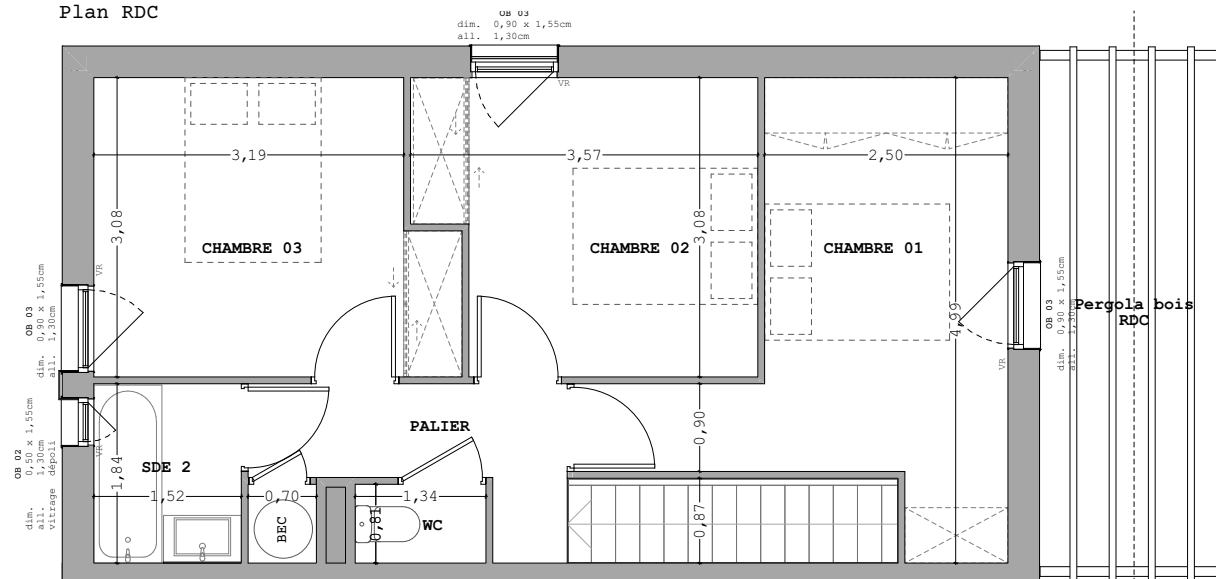 Plan RDC
OB 03
dim. 0,90 x 1,55cm
all. 1,30cm
VR
3,19
3,57
2,50
3,08
3,08
CHAMBRE 03
CHAMBRE 02
CHAMBRE 01
VR
OB 03
dim. 0,90 x 1,55cm
all. 1,30cm
4,99
OB 03
dim. 0,90 x 1,55cm
all. 1,30cm
VR
Pergola bois
RDC
PALIER
0,90
OB 02
dim. 0,50 x 1,55cm
all. 1,30cm
vitrage dépoli
VR
SDE 2
1,84
1,52
0,70
1,34
BEC
0,81
WC
0,87